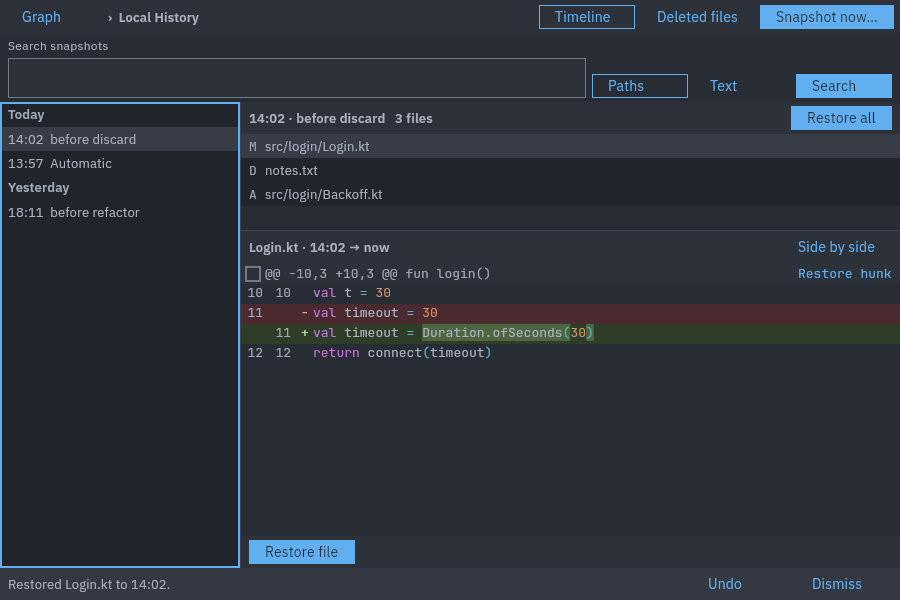 Graph › Local History Timeline Deleted files Snapshot now…
Search snapshots
Paths Text Search
Today
14:02 before discard
13:57 Automatic
Yesterday
18:11 before refactor
14:02 · before discard 3 files Restore all
M src/login/Login.kt
D notes.txt
A src/login/Backoff.kt
Login.kt · 14:02 → now Side by side
@@ -10,3 +10,3 @@ fun login() Restore hunk
10 10 val t = 30
11 - val timeout = 30
11 + val timeout = Duration.ofSeconds(30)
12 12 return connect(timeout)
Restore file
Restored Login.kt to 14:02. Undo Dismiss